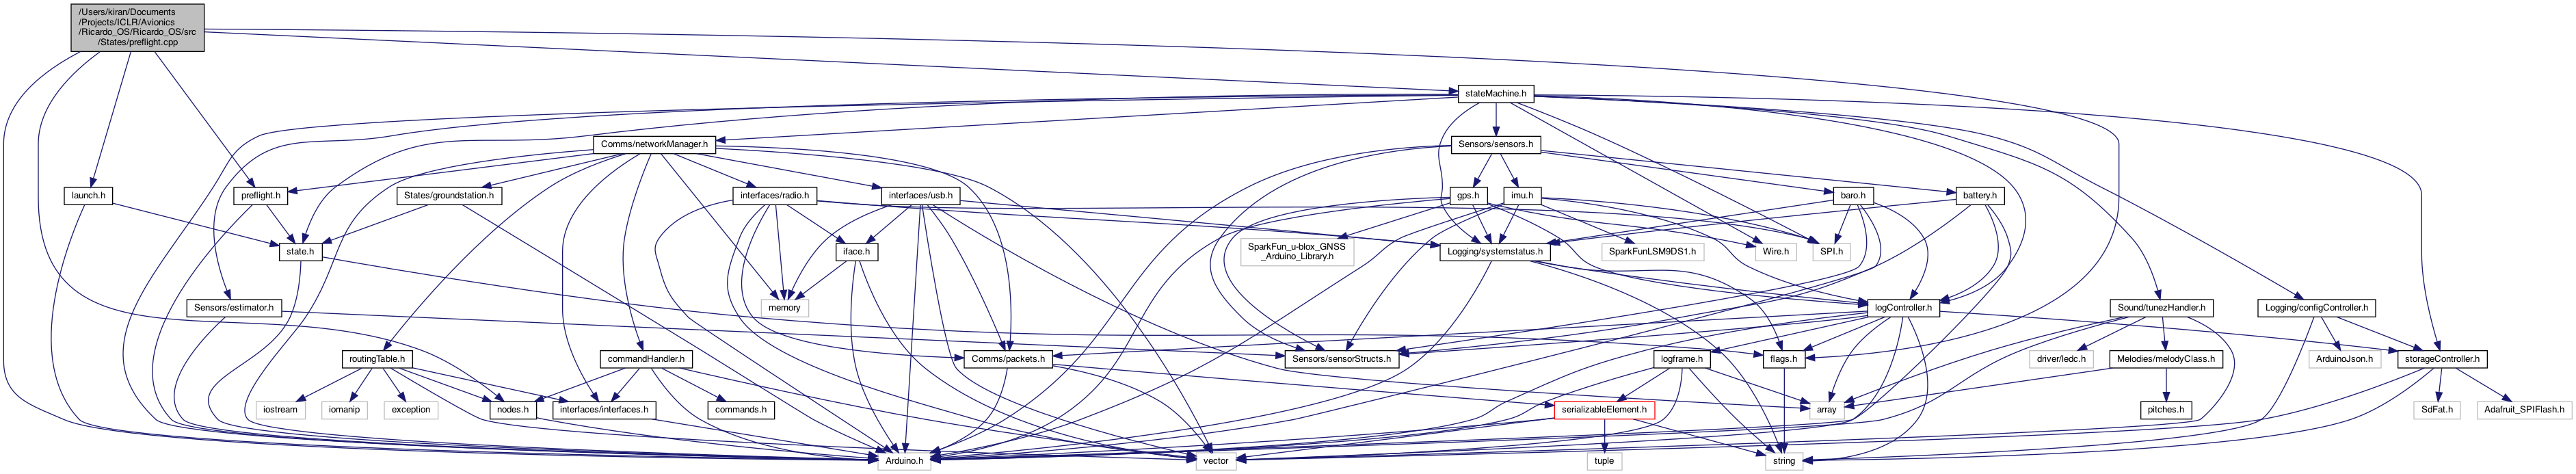 /Users/kiran/Documents
/Projects/ICLR/Avionics
/Ricardo_OS/Ricardo_OS/src
/States/preflight.cpp
stateMachine.h
Comms/networkManager.h
Sensors/sensors.h
launch.h
preflight.h
States/groundstation.h
interfaces/radio.h
interfaces/usb.h
gps.h
imu.h
baro.h
battery.h
state.h
iface.h
SparkFun_u-blox_GNSS
_Arduino_Library.h
Logging/systemstatus.h
SparkFunLSM9DS1.h
Wire.h
SPI.h
Sensors/estimator.h
memory
logController.h
Sound/tunezHandler.h
Logging/configController.h
routingTable.h
commandHandler.h
Comms/packets.h
Sensors/sensorStructs.h
logframe.h
flags.h
driver/ledc.h
Melodies/melodyClass.h
ArduinoJson.h
storageController.h
iostream
iomanip
exception
nodes.h
interfaces/interfaces.h
commands.h
serializableElement.h
array
pitches.h
SdFat.h
Adafruit_SPIFlash.h
Arduino.h
vector
tuple
string